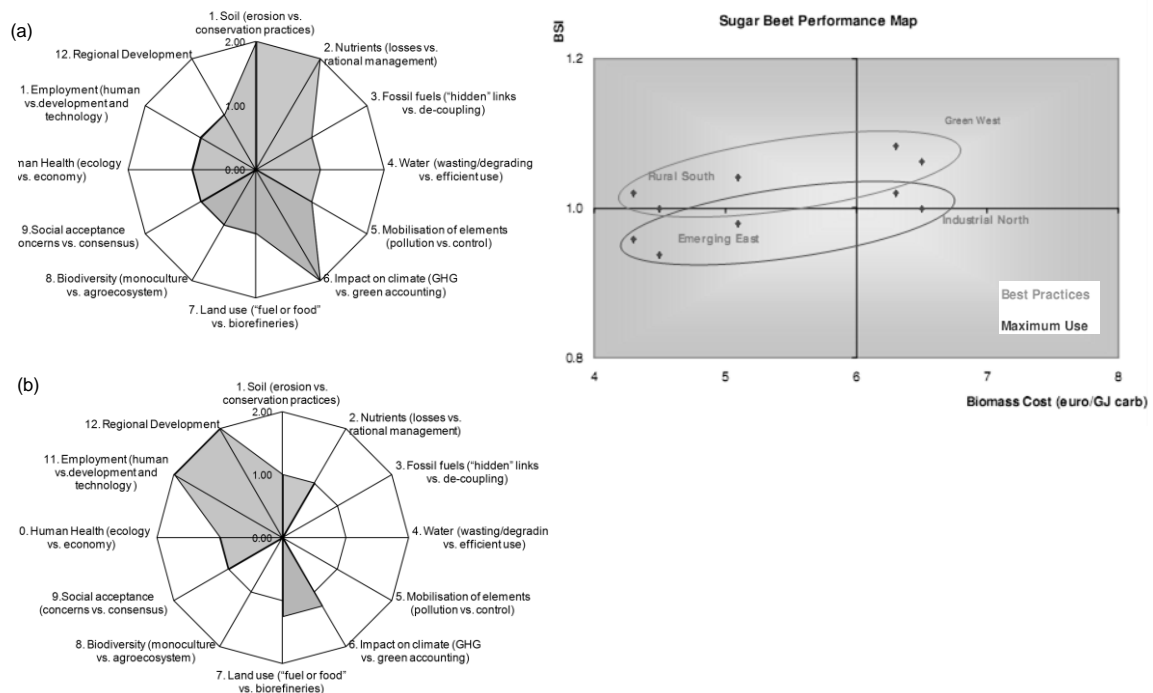 (a)
1. Soil (erosion vs.
conservation practices)
2.00
2. Nutrients (losses vs.
rational management)
12. Regional Development
1. Employment (human
vs.development and
technology )
1.00
3. Fossil fuels ("hidden" links
vs. de-coupling)
man Health (ecology
vs. economy)
0.00
4. Water (wasting/degrading
vs. efficient use)
9.Social acceptance
oncerns vs. consensus)
5. Mobilisation of elements
(pollution vs. control)
8. Biodiversity (monoculture
vs. agroecosystem)
6. Impact on climate (GHG
vs. green accounting)
7. Land use ("fuel or food"
vs. biorefineries)
Sugar Beet Performance Map
BSI
1.2
1.0
0.8
Green West
Rural South
Emerging East
Industrial North
Best Practices
Maximum Use
4
5
6
7
8
Biomass Cost (euro/GJ carb)
(b)
1. Soil (erosion vs.
conservation practices)
2.00
2. Nutrients (losses vs.
rational management)
12. Regional Development
11. Employment (human
vs.development and
technology )
1.00
3. Fossil fuels ("hidden" links
vs. de-coupling)
0. Human Health (ecology
vs. economy)
0.00
4. Water (wasting/degradin
vs. efficient use)
9.Social acceptance
(concerns vs. consensus)
5. Mobilisation of elements
(pollution vs. control)
8. Biodiversity (monoculture
vs. agroecosystem)
6. Impact on climate (GHG
vs. green accounting)
7. Land use ("fuel or food"
vs. biorefineries)